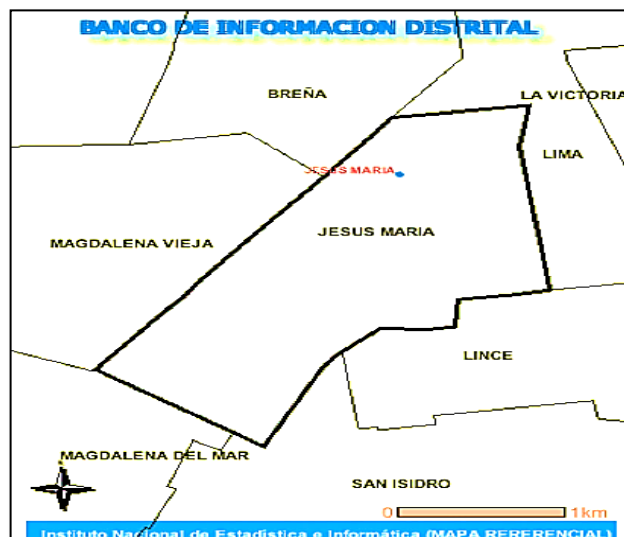 BANCO DE INFORMACION DISTRITAL
BREÑA
LA VICTORIA
LIMA
JESUS MARIA
JESUS MARIA
MAGDALENA VIEJA
LINCE
MAGDALENA DEL MAR
SAN ISIDRO
0 1km
Instituto Nacional de Estadística e Informática (MAPA RERERENCIAL)